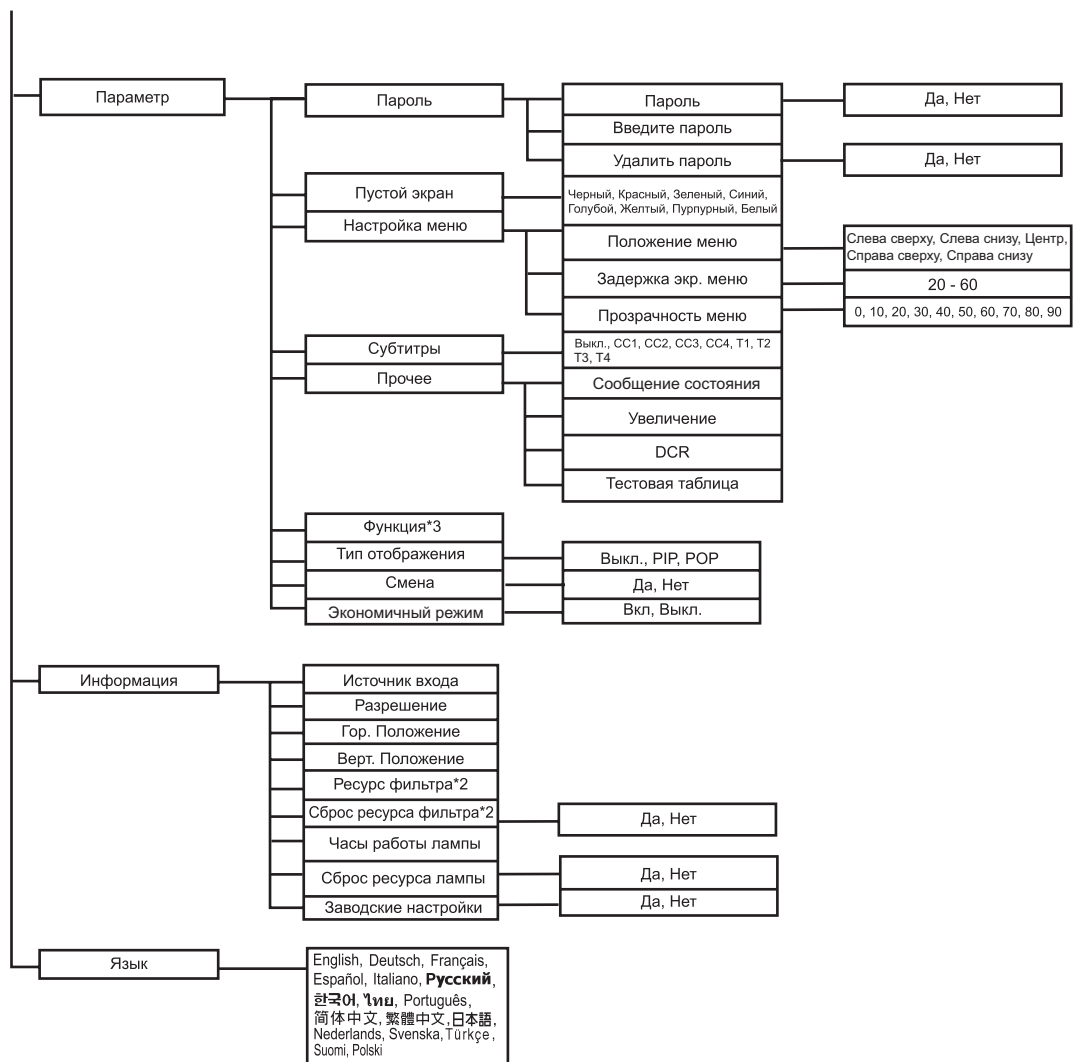 Параметр
Пароль
Пароль
Да, Нет
Введите пароль
Удалить пароль
Да, Нет
Пустой экран
Черный, Красный, Зеленый, Синий,
Голубой, Желтый, Пурпурный, Белый
Настройка меню
Положение меню
Слева сверху, Слева снизу, Центр,
Справа сверху, Справа снизу
Задержка экр. меню
20 - 60
Прозрачность меню
0, 10, 20, 30, 40, 50, 60, 70, 80, 90
Субтитры
Выкл., CC1, CC2, CC3, CC4, T1, T2
T3, T4
Прочее
Сообщение состояния
Увеличение
DCR
Тестовая таблица
Функция*3
Тип отображения
Выкл., PIP, POP
Смена
Да, Нет
Экономичный режим
Вкл, Выкл.
Информация
Источник входа
Разрешение
Гор. Положение
Верт. Положение
Ресурс фильтра*2
Сброс ресурса фильтра*2
Да, Нет
Часы работы лампы
Сброс ресурса лампы
Да, Нет
Заводские настройки
Да, Нет
Язык
English, Deutsch, Français,
Español, Italiano, Русский,
한국어, ไทย, Português,
简体中文, 繁體中文, 日本語,
Nederlands, Svenska, Türkçe,
Suomi, Polski